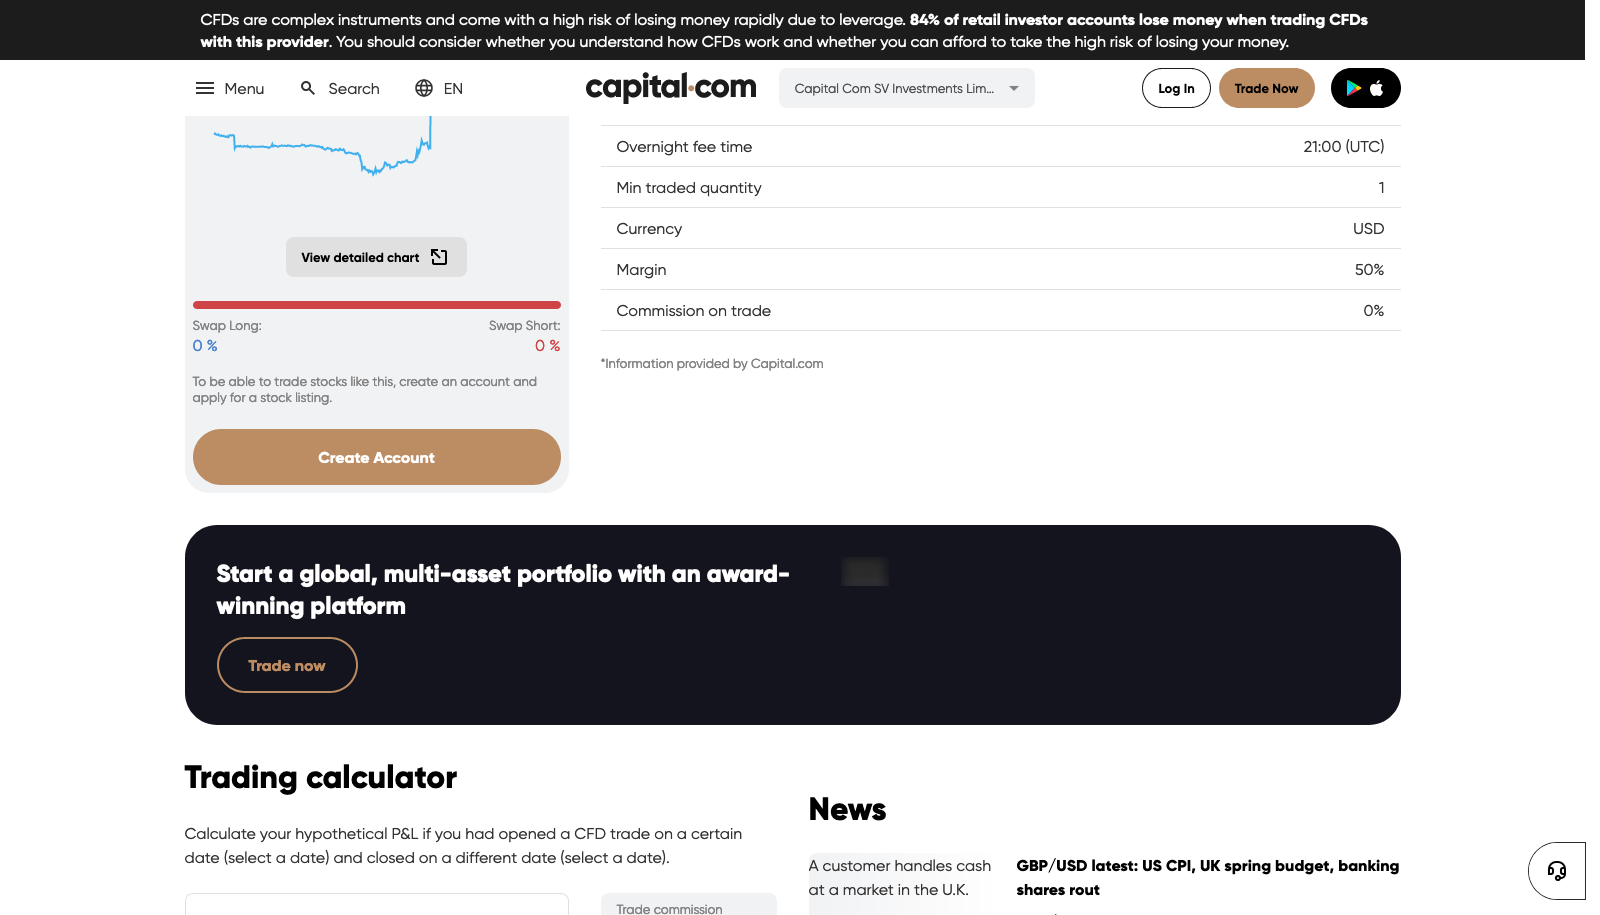 CFDs are complex instruments and come with a high risk of losing money rapidly due to leverage. 84% of retail investor accounts lose money when trading CFDs
with this provider. You should consider whether you understand how CFDs work and whether you can afford to take the high risk of losing your money.
Menu
Search
EN
capital.com
Capital Com SV Investments Lim...
Log In
Trade Now
Overnight fee time
21:00 (UTC)
Min traded quantity
1
Currency
USD
Margin
50%
Commission on trade
0%
*Information provided by Capital.com
View detailed chart
Swap Long:
Swap Short:
0 %
0 %
To be able to trade stocks like this, create an account and
apply for a stock listing.
Create Account
Start a global, multi-asset portfolio with an award-
winning platform
Trade now
Trading calculator
Calculate your hypothetical P&L if you had opened a CFD trade on a certain
date (select a date) and closed on a different date (select a date).
Trade commission
News
A customer handles cash
at a market in the U.K.
GBP/USD latest: US CPI, UK spring budget, banking
shares rout